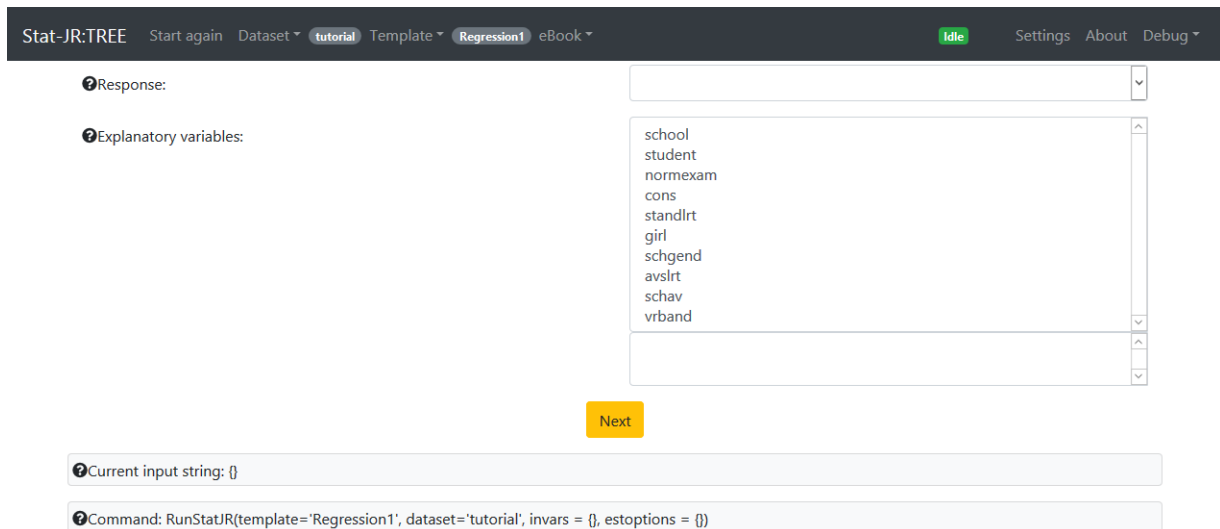 Stat-JR:TREE Start again Dataset tutorial Template Regression1 eBook Idle Settings About Debug
?Response:
?Explanatory variables:
school
student
normexam
cons
standlrt
girl
schgend
avslrt
schav
vrband
Next
?Current input string: {}
?Command: RunStatJR(template='Regression1', dataset='tutorial', invars = {}, estoptions = {})